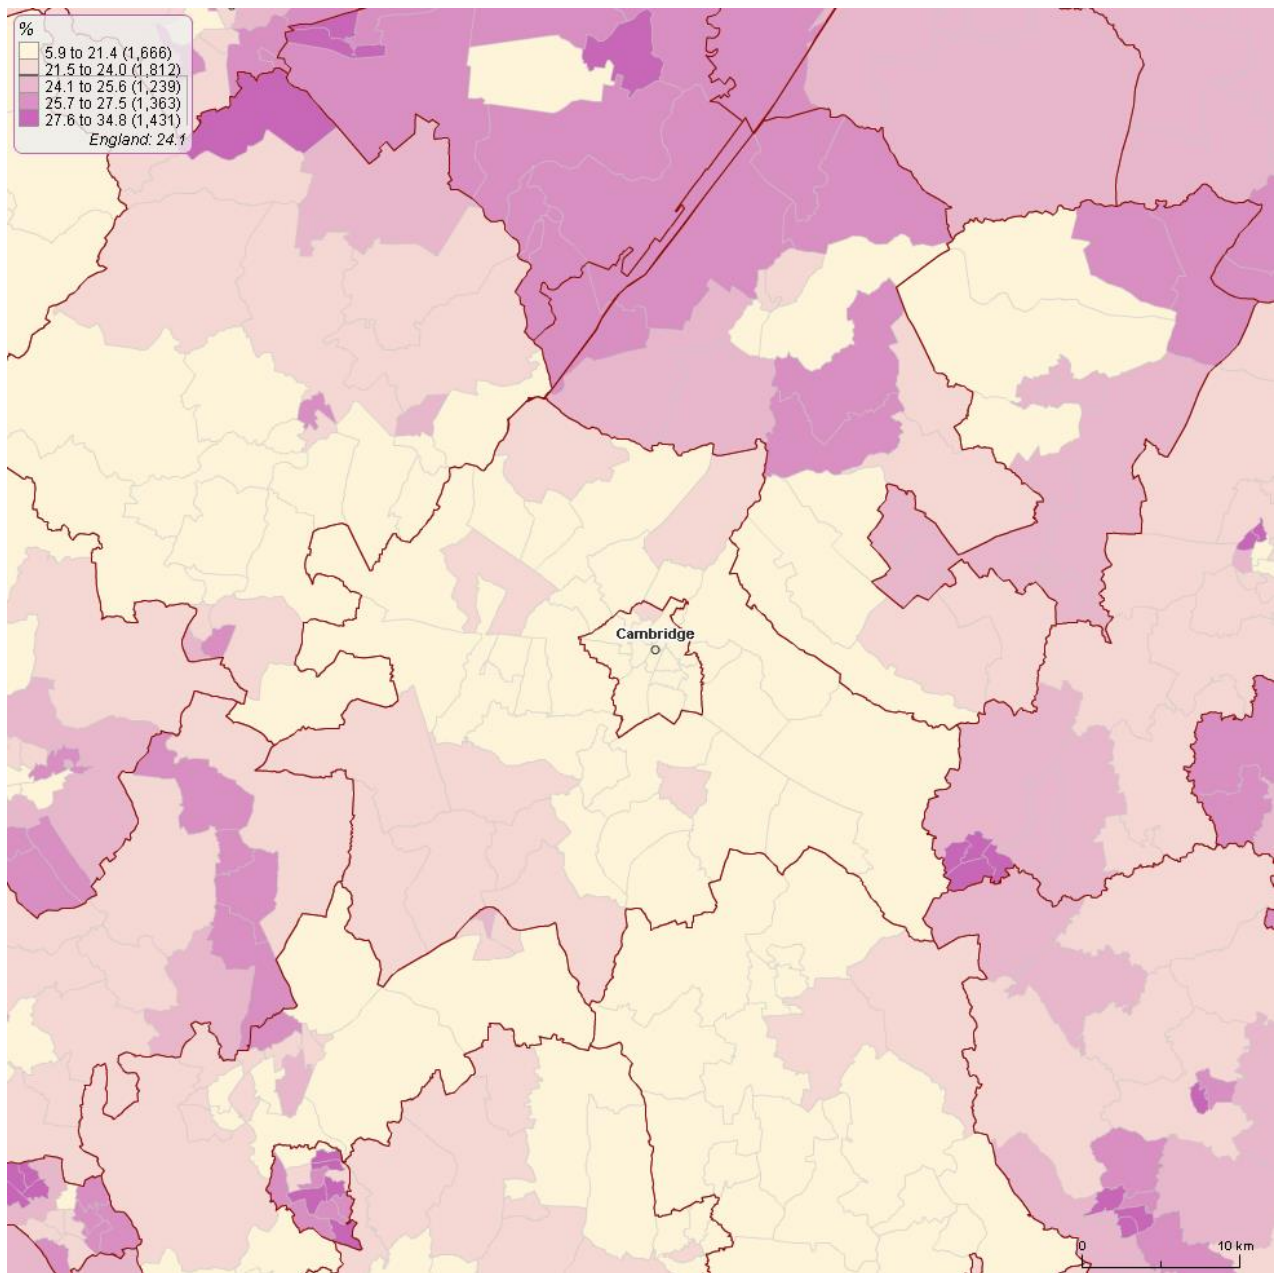 %
5.9 to 21.4 (1,666)
21.5 to 24.0 (1,812)
24.1 to 25.6 (1,239)
25.7 to 27.5 (1,363)
27.6 to 34.8 (1,431)
England: 24.1
Cambridge
0 10 km